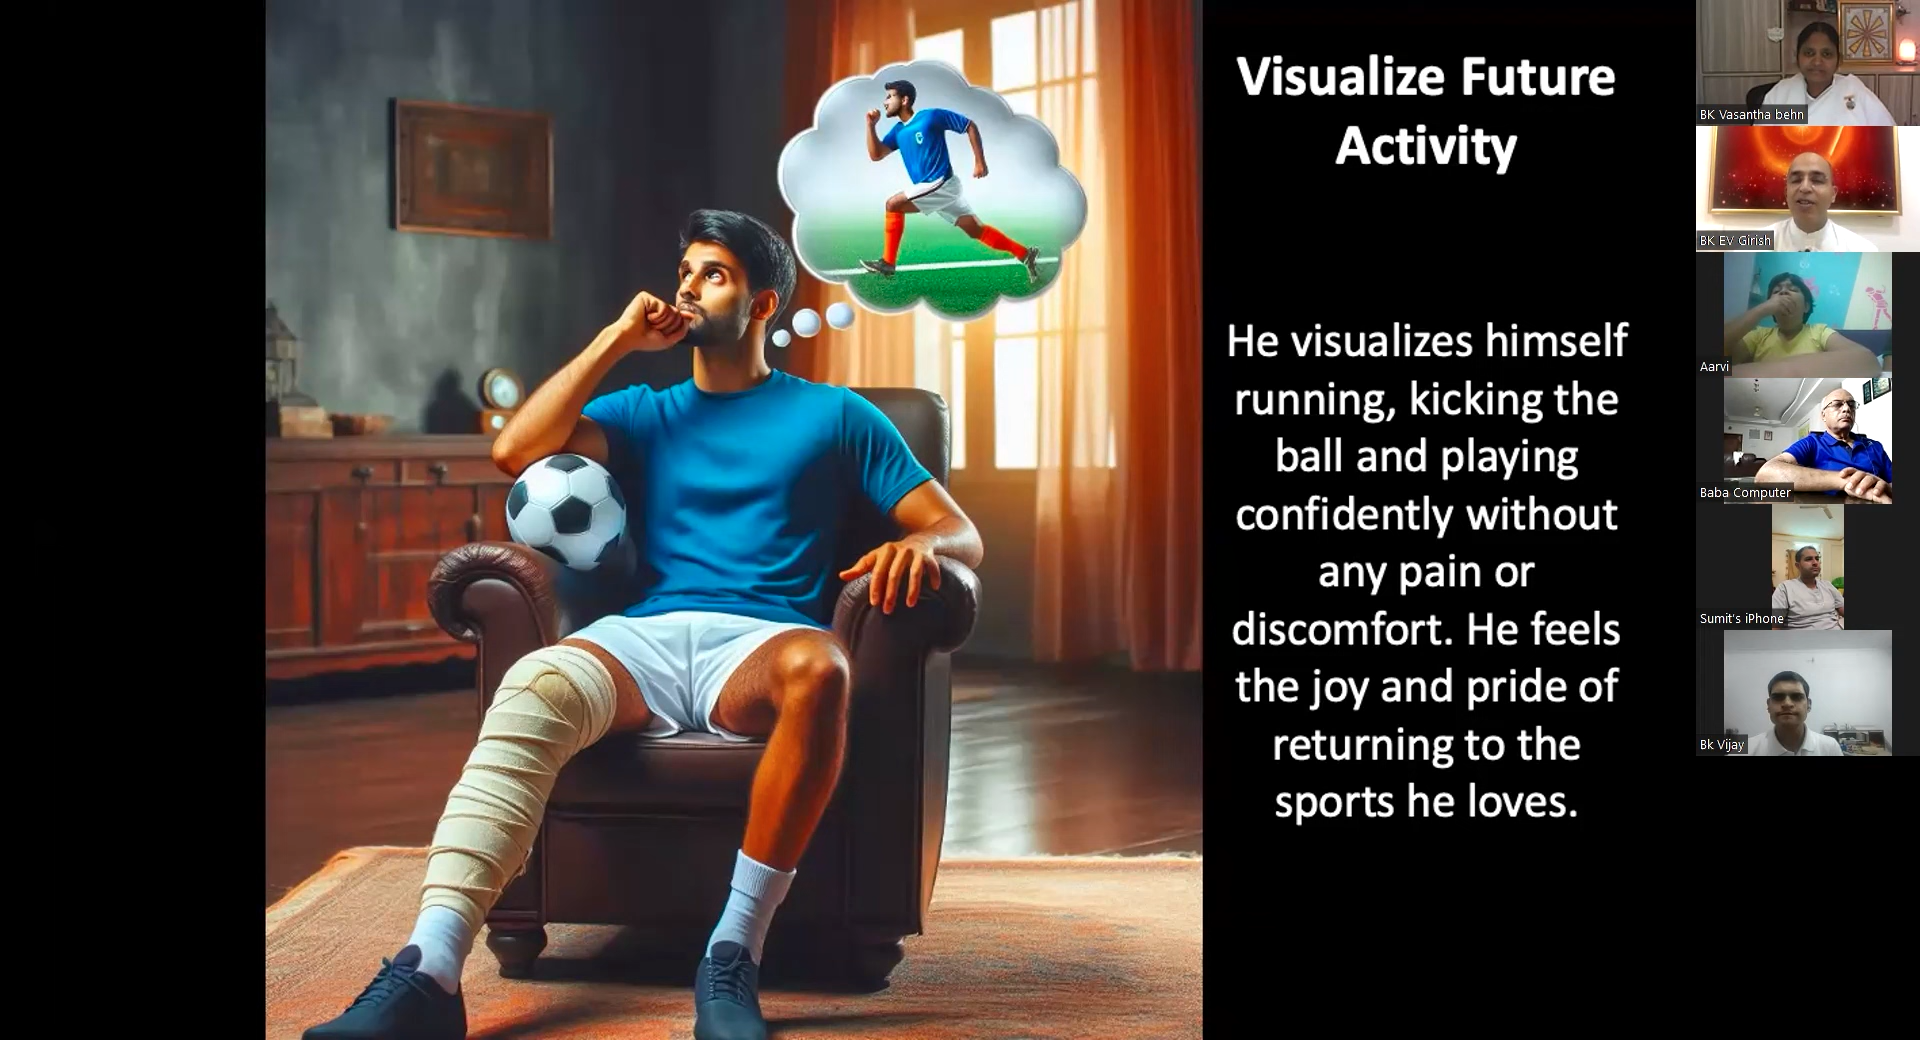 Visualize Future
Activity
He visualizes himself
running, kicking the
ball and playing
confidently without
any pain or
discomfort. He feels
the joy and pride of
returning to the
sports he loves.
BK Vasantha behn
BK EV Girish
Aarvi
Baba Computer
Sumit's iPhone
Bk Vijay